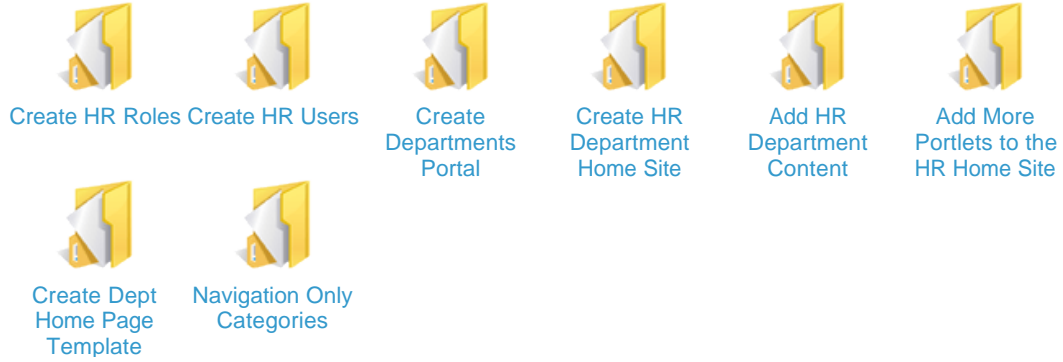 Create HR Roles
Create HR Users
Create
Departments
Portal
Create HR
Department
Home Site
Add HR
Department
Content
Add More
Portlets to the
HR Home Site
Create Dept
Home Page
Template
Navigation Only
Categories